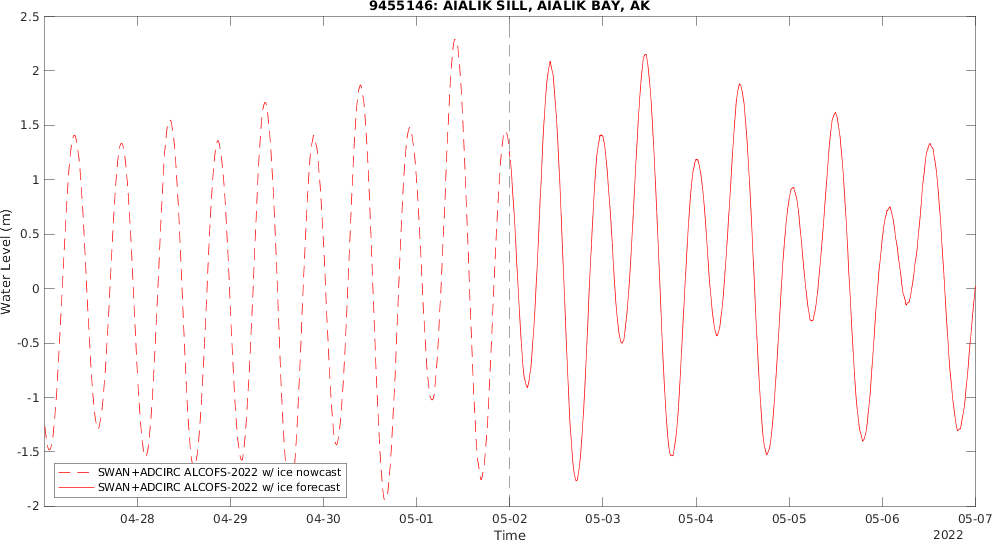 9455146: AIALIK SILL, AIALIK BAY, AK
2.5
2
1.5
1
0.5
0
-0.5
-1
-1.5
-2
Water Level (m)
SWAN+ADCIRC ALCOFS-2022 w/ ice nowcast
SWAN+ADCIRC ALCOFS-2022 w/ ice forecast
04-28 04-29 04-30 05-01 05-02 05-03 05-04 05-05 05-06 05-07
Time
2022